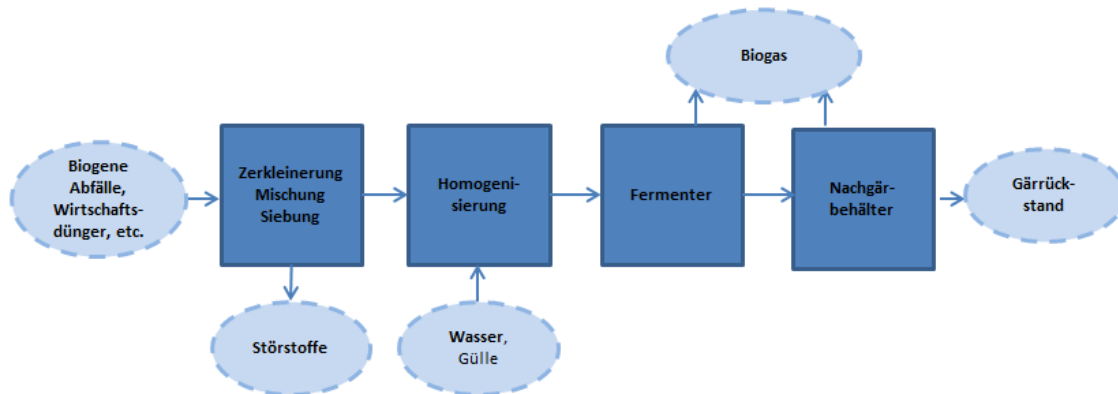 Biogas
Biogene
Abfälle,
Wirtschafts-
dünger, etc.
Zerkleinerung
Mischung
Siebung
Homogeni-
sierung
Fermenter
Nachgär-
behälter
Gärrück-
stand
Störstoffe
Wasser,
Gülle